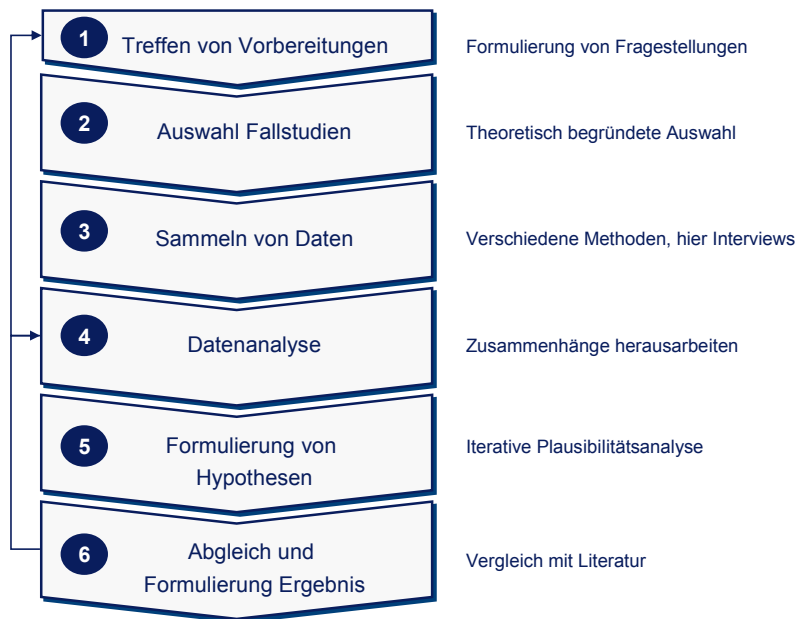 1
Treffen von Vorbereitungen
Formulierung von Fragestellungen
2
Auswahl Fallstudien
Theoretisch begründete Auswahl
3
Sammeln von Daten
Verschiedene Methoden, hier Interviews
4
Datenanalyse
Zusammenhänge herausarbeiten
5
Formulierung von
Hypothesen
Iterative Plausibilitätsanalyse
6
Abgleich und
Formulierung Ergebnis
Vergleich mit Literatur